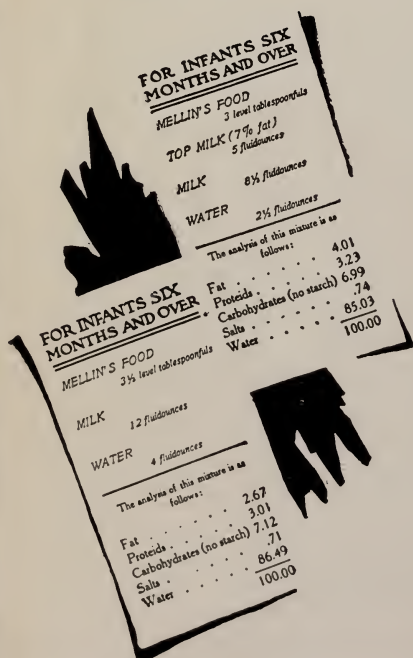 FOR INFANTS SIX
MONTHS AND OVER
MELLIN'S FOOD
3 level tablespoonfuls
TOP MILK (7% fat)
5 fluidounces
MILK
8½ fluidounces
WATER
2½ fluidounces
The analysis of this mixture is as
follows:
Fat . . . . . 4.01
Proteids . . . . 3.23
Carbohydrates (no starch) 6.99
Salts . . . . . .74
Water . . . . . 85.03
100.00
FOR INFANTS SIX
MONTHS AND OVER
MELLIN'S FOOD
3½ level tablespoonfuls
MILK
12 fluidounces
WATER
4 fluidounces
The analysis of this mixture is as
follows:
Fat . . . . . 2.67
Proteids . . . . 3.01
Carbohydrates (no starch) 7.12
Salts . . . . . .71
Water . . . . . 86.49
100.00